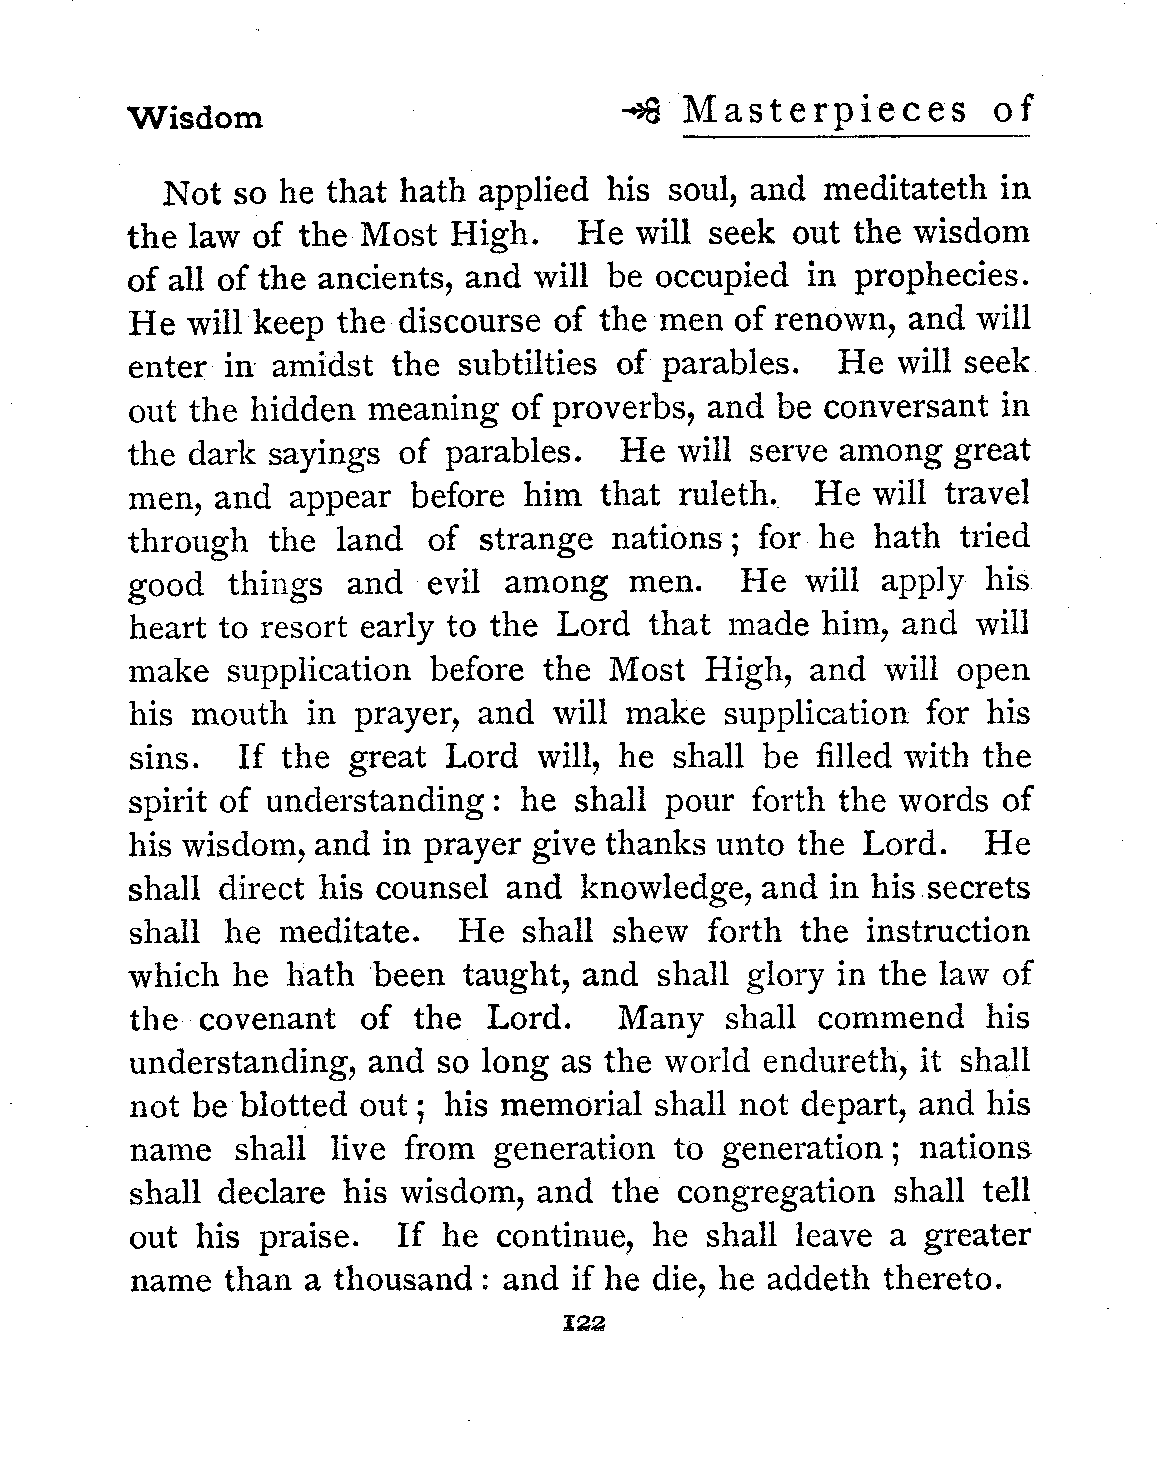 Wisdom Masterpieces of
Not so he that hath applied his soul, and meditateth in
the law of the Most High. He will seek out the wisdom
of all of the ancients, and will be occupied in prophecies.
He will keep the discourse of the men of renown, and will
enter in amidst the subtilties of parables. He will seek
out the hidden meaning of proverbs, and be conversant in
the dark sayings of parables. He will serve among great
men, and appear before him that ruleth. He will travel
through the land of strange nations; for he hath tried
good things and evil among men. He will apply his
heart to resort early to the Lord that made him, and will
make supplication before the Most High, and will open
his mouth in prayer, and will make supplication for his
sins. If the great Lord will, he shall be filled with the
spirit of understanding: he shall pour forth the words of
his wisdom, and in prayer give thanks unto the Lord. He
shall direct his counsel and knowledge, and in his secrets
shall he meditate. He shall shew forth the instruction
which he hath been taught, and shall glory in the law of
the covenant of the Lord. Many shall commend his
understanding, and so long as the world endureth, it shall
not be blotted out; his memorial shall not depart, and his
name shall live from generation to generation; nations
shall declare his wisdom, and the congregation shall tell
out his praise. If he continue, he shall leave a greater
name than a thousand: and if he die, he addeth thereto.
122